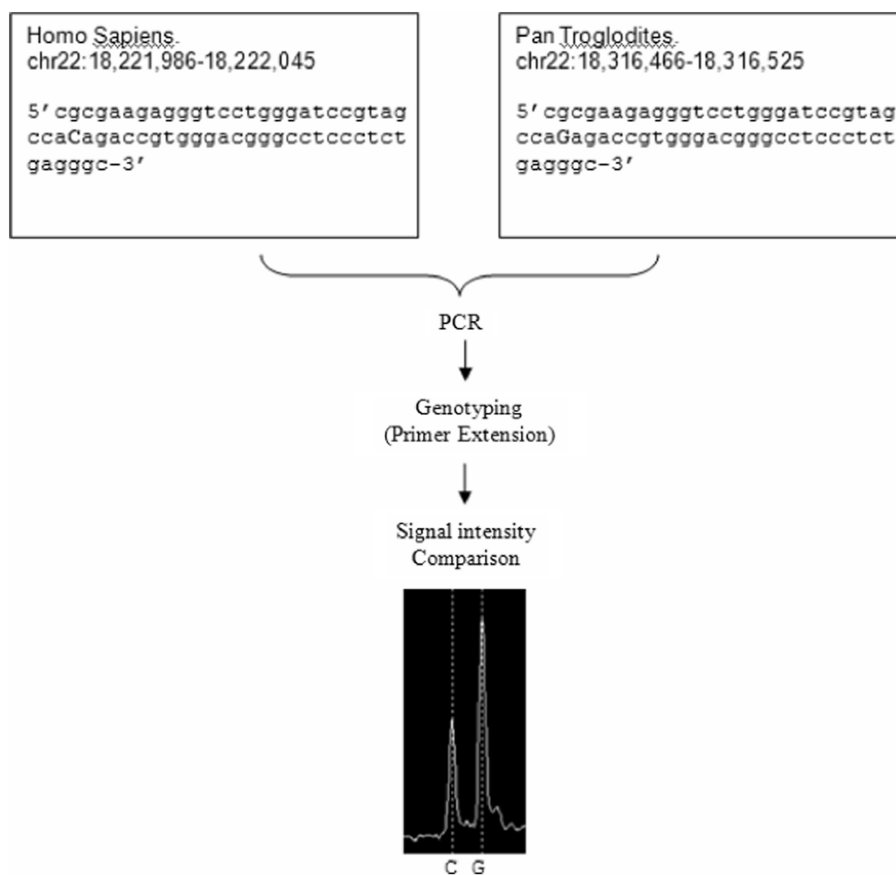 Homo Sapiens.
chr22:18,221,986-18,222,045
5’cgcgaagagggtcctgggatccgtag
ccaCagaccgtgggacgggcctccctct
gagggc-3’
Pan Troglodites.
chr22:18,316,466-18,316,525
5’cgcgaagagggtcctgggatccgtag
ccaGagaccgtgggacgggcctccctct
gagggc-3’
PCR
Genotyping
(Primer Extension)
Signal intensity
Comparison
C G